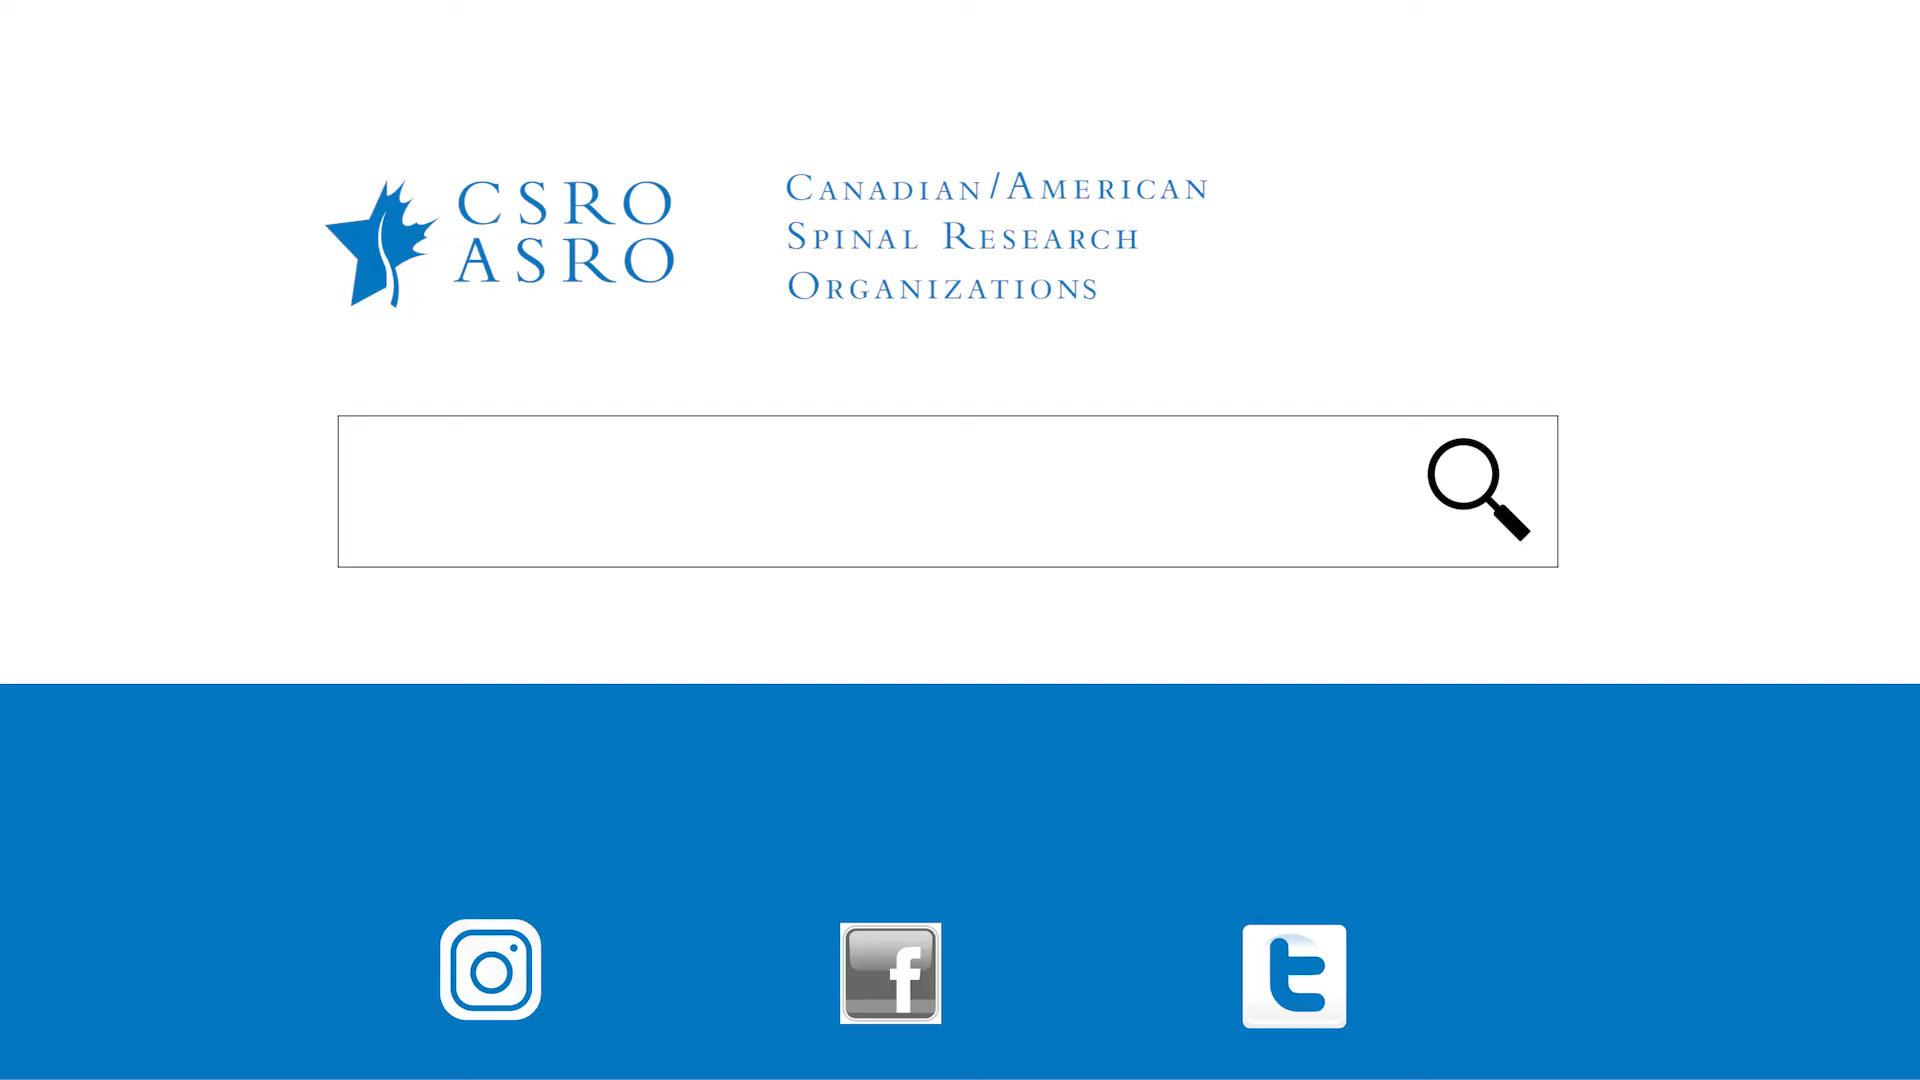 CSRO
ASRO
CANADIAN/AMERICAN
SPINAL RESEARCH
ORGANIZATIONS